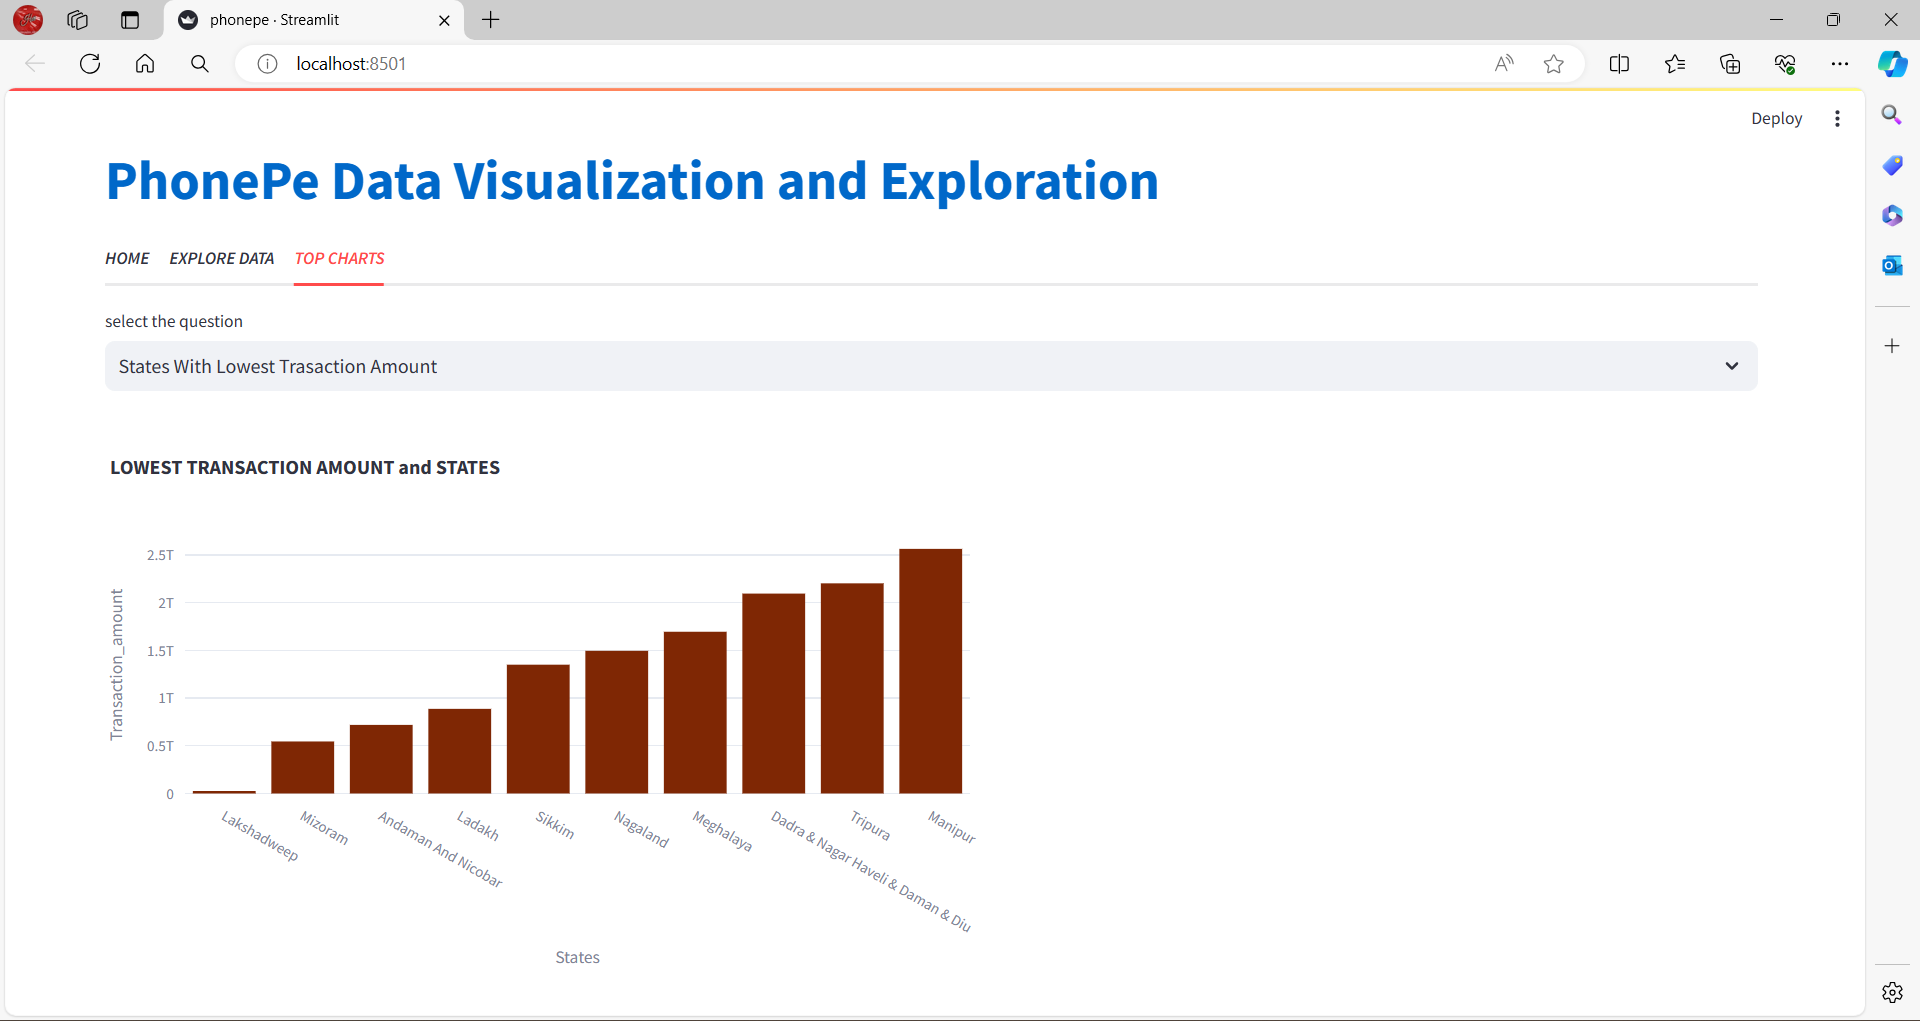 phonepe · Streamlit
localhost:8501
Deploy
PhonePe Data Visualization and Exploration
HOME EXPLORE DATA TOP CHARTS
select the question
States With Lowest Trasaction Amount
LOWEST TRANSACTION AMOUNT and STATES
2.5T
2T
1.5T
1T
0.5T
0
Transaction_amount
Lakshadweep
Mizoram
Andaman And Nicobar
Ladakh
Sikkim
Nagaland
Meghalaya
Dadra & Nagar Haveli & Daman & Diu
Tripura
Manipur
States